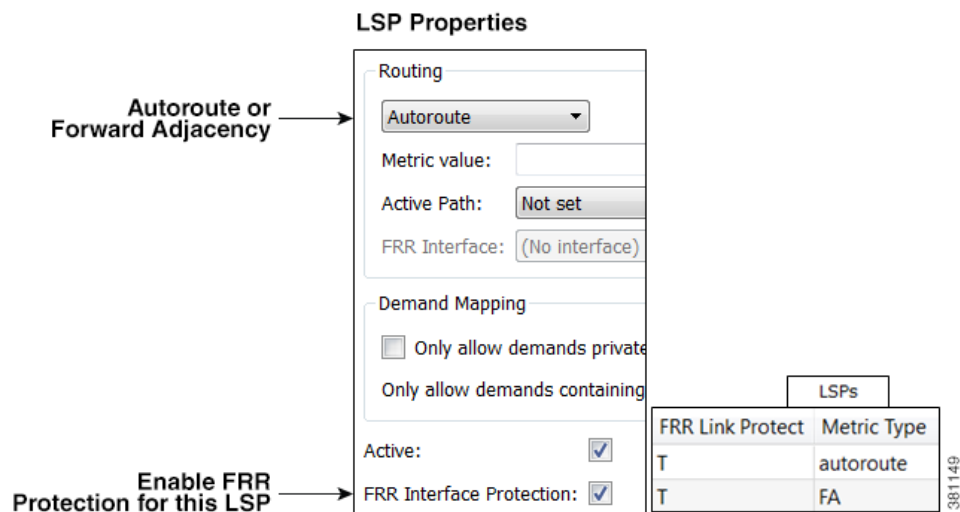 LSP Properties
Routing
Autoroute or
Forward Adjacency
Autoroute
Metric value:
Active Path: Not set
FRR Interface: (No interface)
Demand Mapping
Only allow demands private
Only allow demands containing
Active:
Enable FRR
Protection for this LSP
FRR Interface Protection:
LSPs
FRR Link Protect Metric Type
T autoroute
T FA
381149